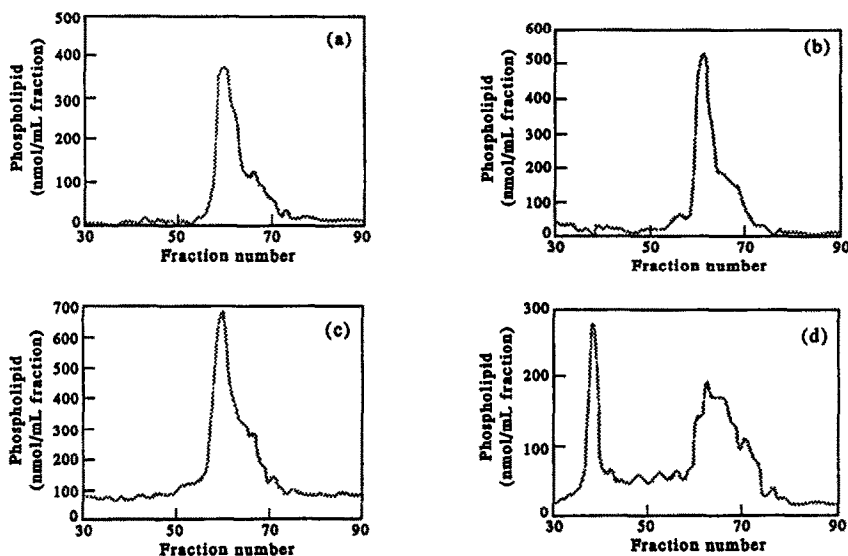 500
400
300
200
100
0
30 50 70 90
Fraction number
Phospholipid
(nmol/mL fraction)
(a)
600
500
400
300
200
100
0
30 50 70 90
Fraction number
Phospholipid
(nmol/mL fraction)
(b)
700
600
500
400
300
200
100
0
30 50 70 90
Fraction number
Phospholipid
(nmol/mL fraction)
(c)
300
200
100
0
30 50 70 90
Fraction number
Phospholipid
(nmol/mL fraction)
(d)